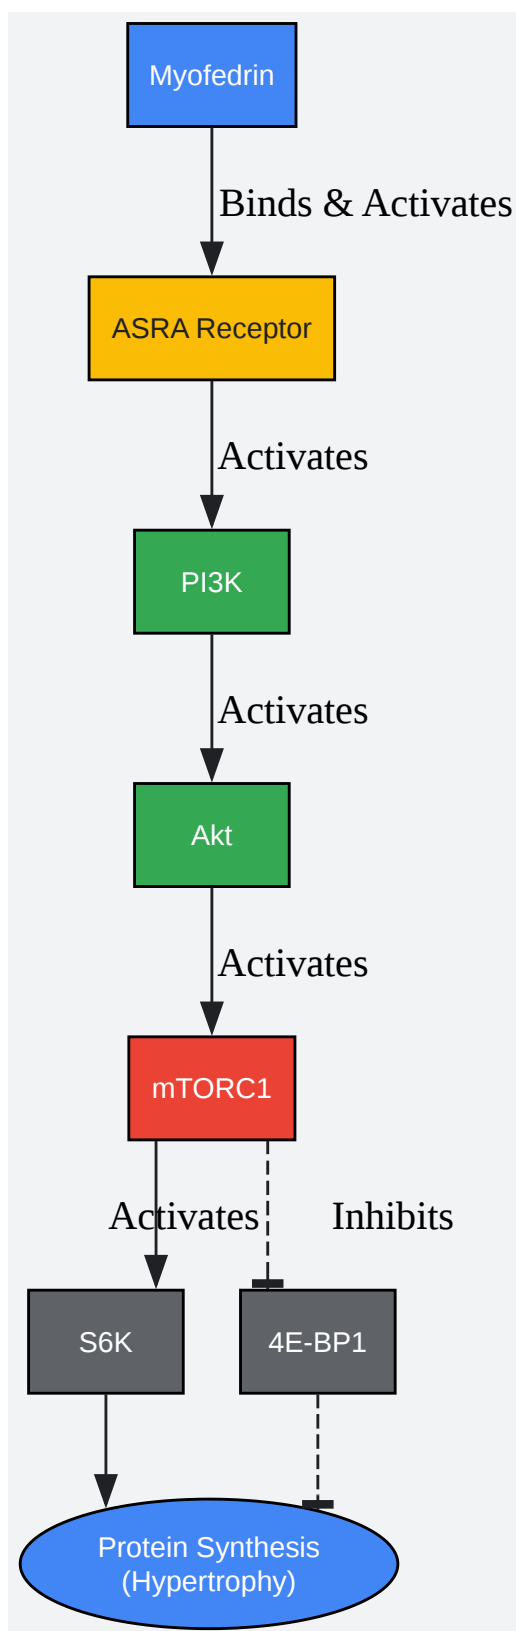 Myofedrin
Binds & Activates
ASRA Receptor
Activates
PI3K
Activates
Akt
Activates
mTORC1
Activates
Inhibits
S6K
4E-BP1
Protein Synthesis
(Hypertrophy)